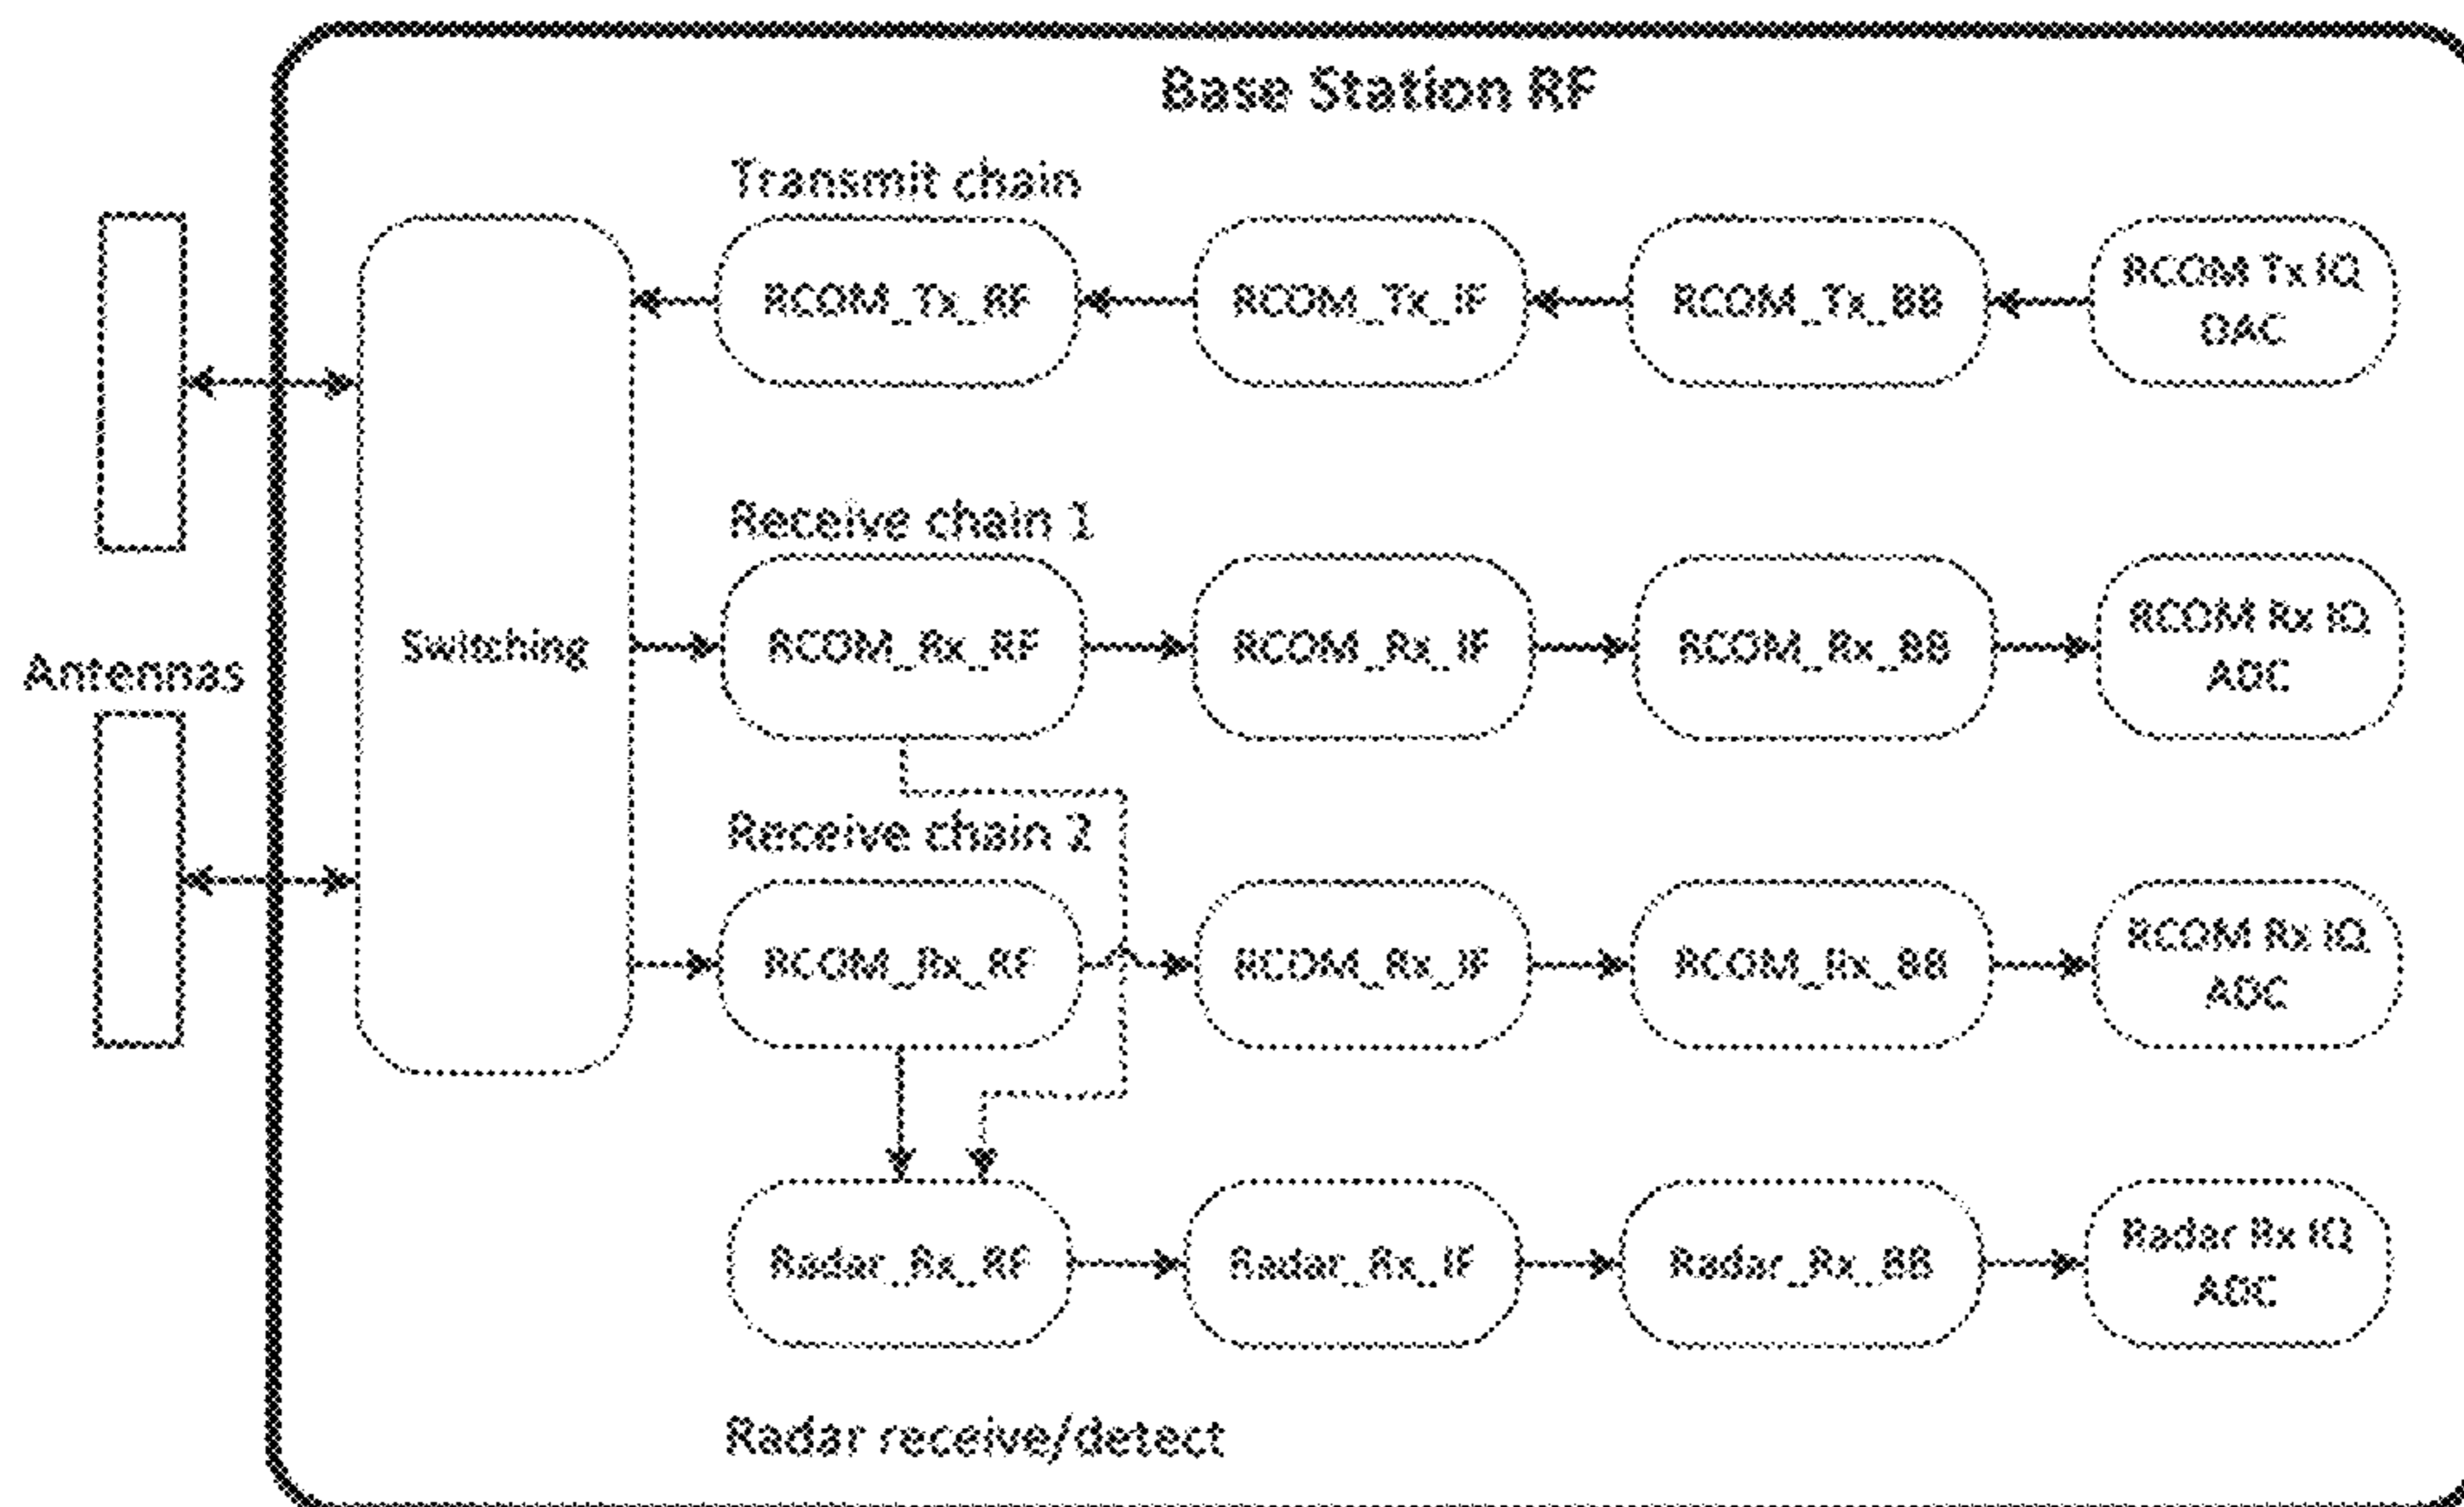 Base Station RF
Transmit chain
RCOM_Tx_RF
RCOM_Tx_IF
RCOM_Tx_BB
RCOM Tx IQ
DAC
Receive chain 1
Antennas
Switching
RCOM_Rx_RF
RCOM_Rx_IF
RCOM_Rx_BB
RCOM Rx IQ
ADC
Receive chain 2
RCOM_Rx_RF
RCOM_Rx_IF
RCOM_Rx_BB
RCOM Rx IQ
ADC
Radar_Rx_RF
Radar_Rx_IF
Radar_Rx_BB
Radar Rx IQ
ADC
Radar receive/detect